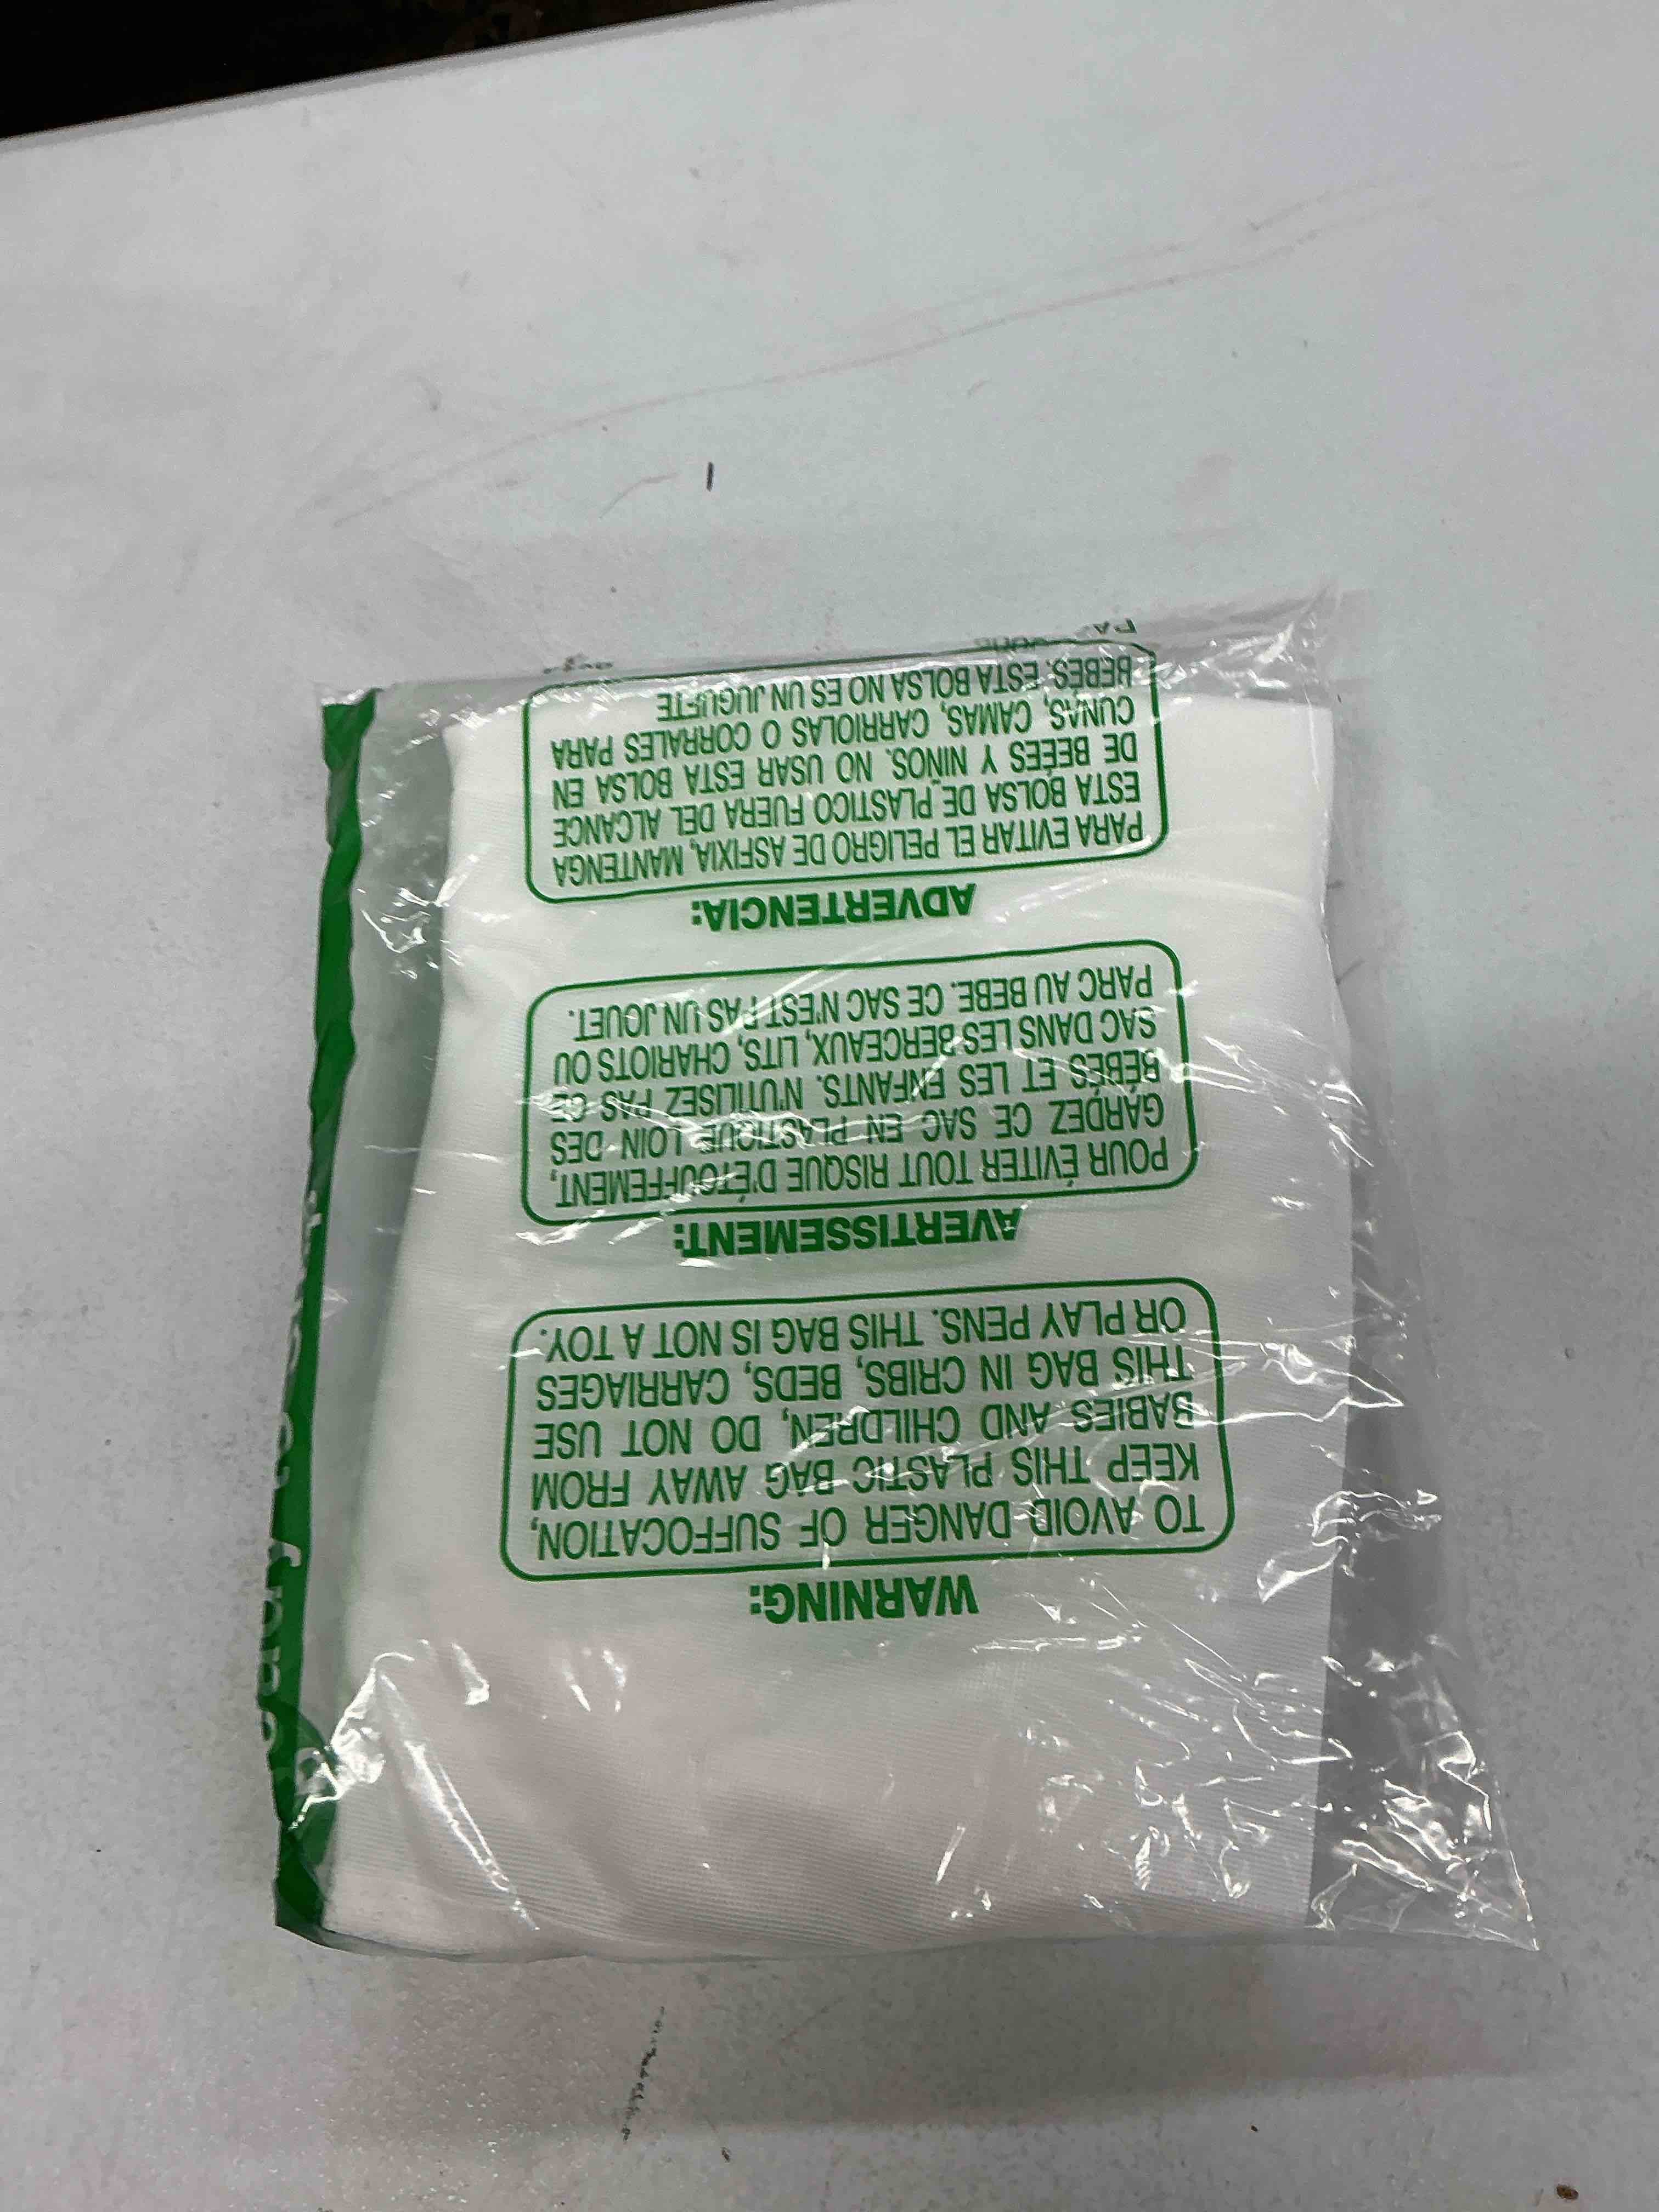 WARNING:
TO AVOID DANGER OF SUFFOCATION,
KEEP THIS PLASTIC BAG AWAY FROM
BABIES AND CHILDREN, DO NOT USE
THIS BAG IN CRIBS, BEDS, CARRIAGES
OR PLAY PENS. THIS BAG IS NOT A TOY.
AVERTISSEMENT:
POUR ÉVITER TOUT RISQUE D'ÉTOUFFEMENT,
GARDEZ CE SAC EN PLASTIQUE LOIN DES
BÉBÉS ET LES ENFANTS. N'UTILISEZ PAS CE
SAC DANS LES BERCEAUX, LITS, CHARIOTS OU
PARC AU BEBE. CE SAC N'EST PAS UN JOUET.
ADVERTENCIA:
PARA EVITAR EL PELIGRO DE ASFIXIA, MANTENGA
ESTA BOLSA DE PLASTICO FUERA DEL ALCANCE
DE BEBÉS Y NIÑOS. NO USAR ESTA BOLSA EN
CUNAS, CAMAS, CARRIOLAS O CORRALES PARA
BEBÉS. ESTA BOLSA NO ES UN JUGUETE